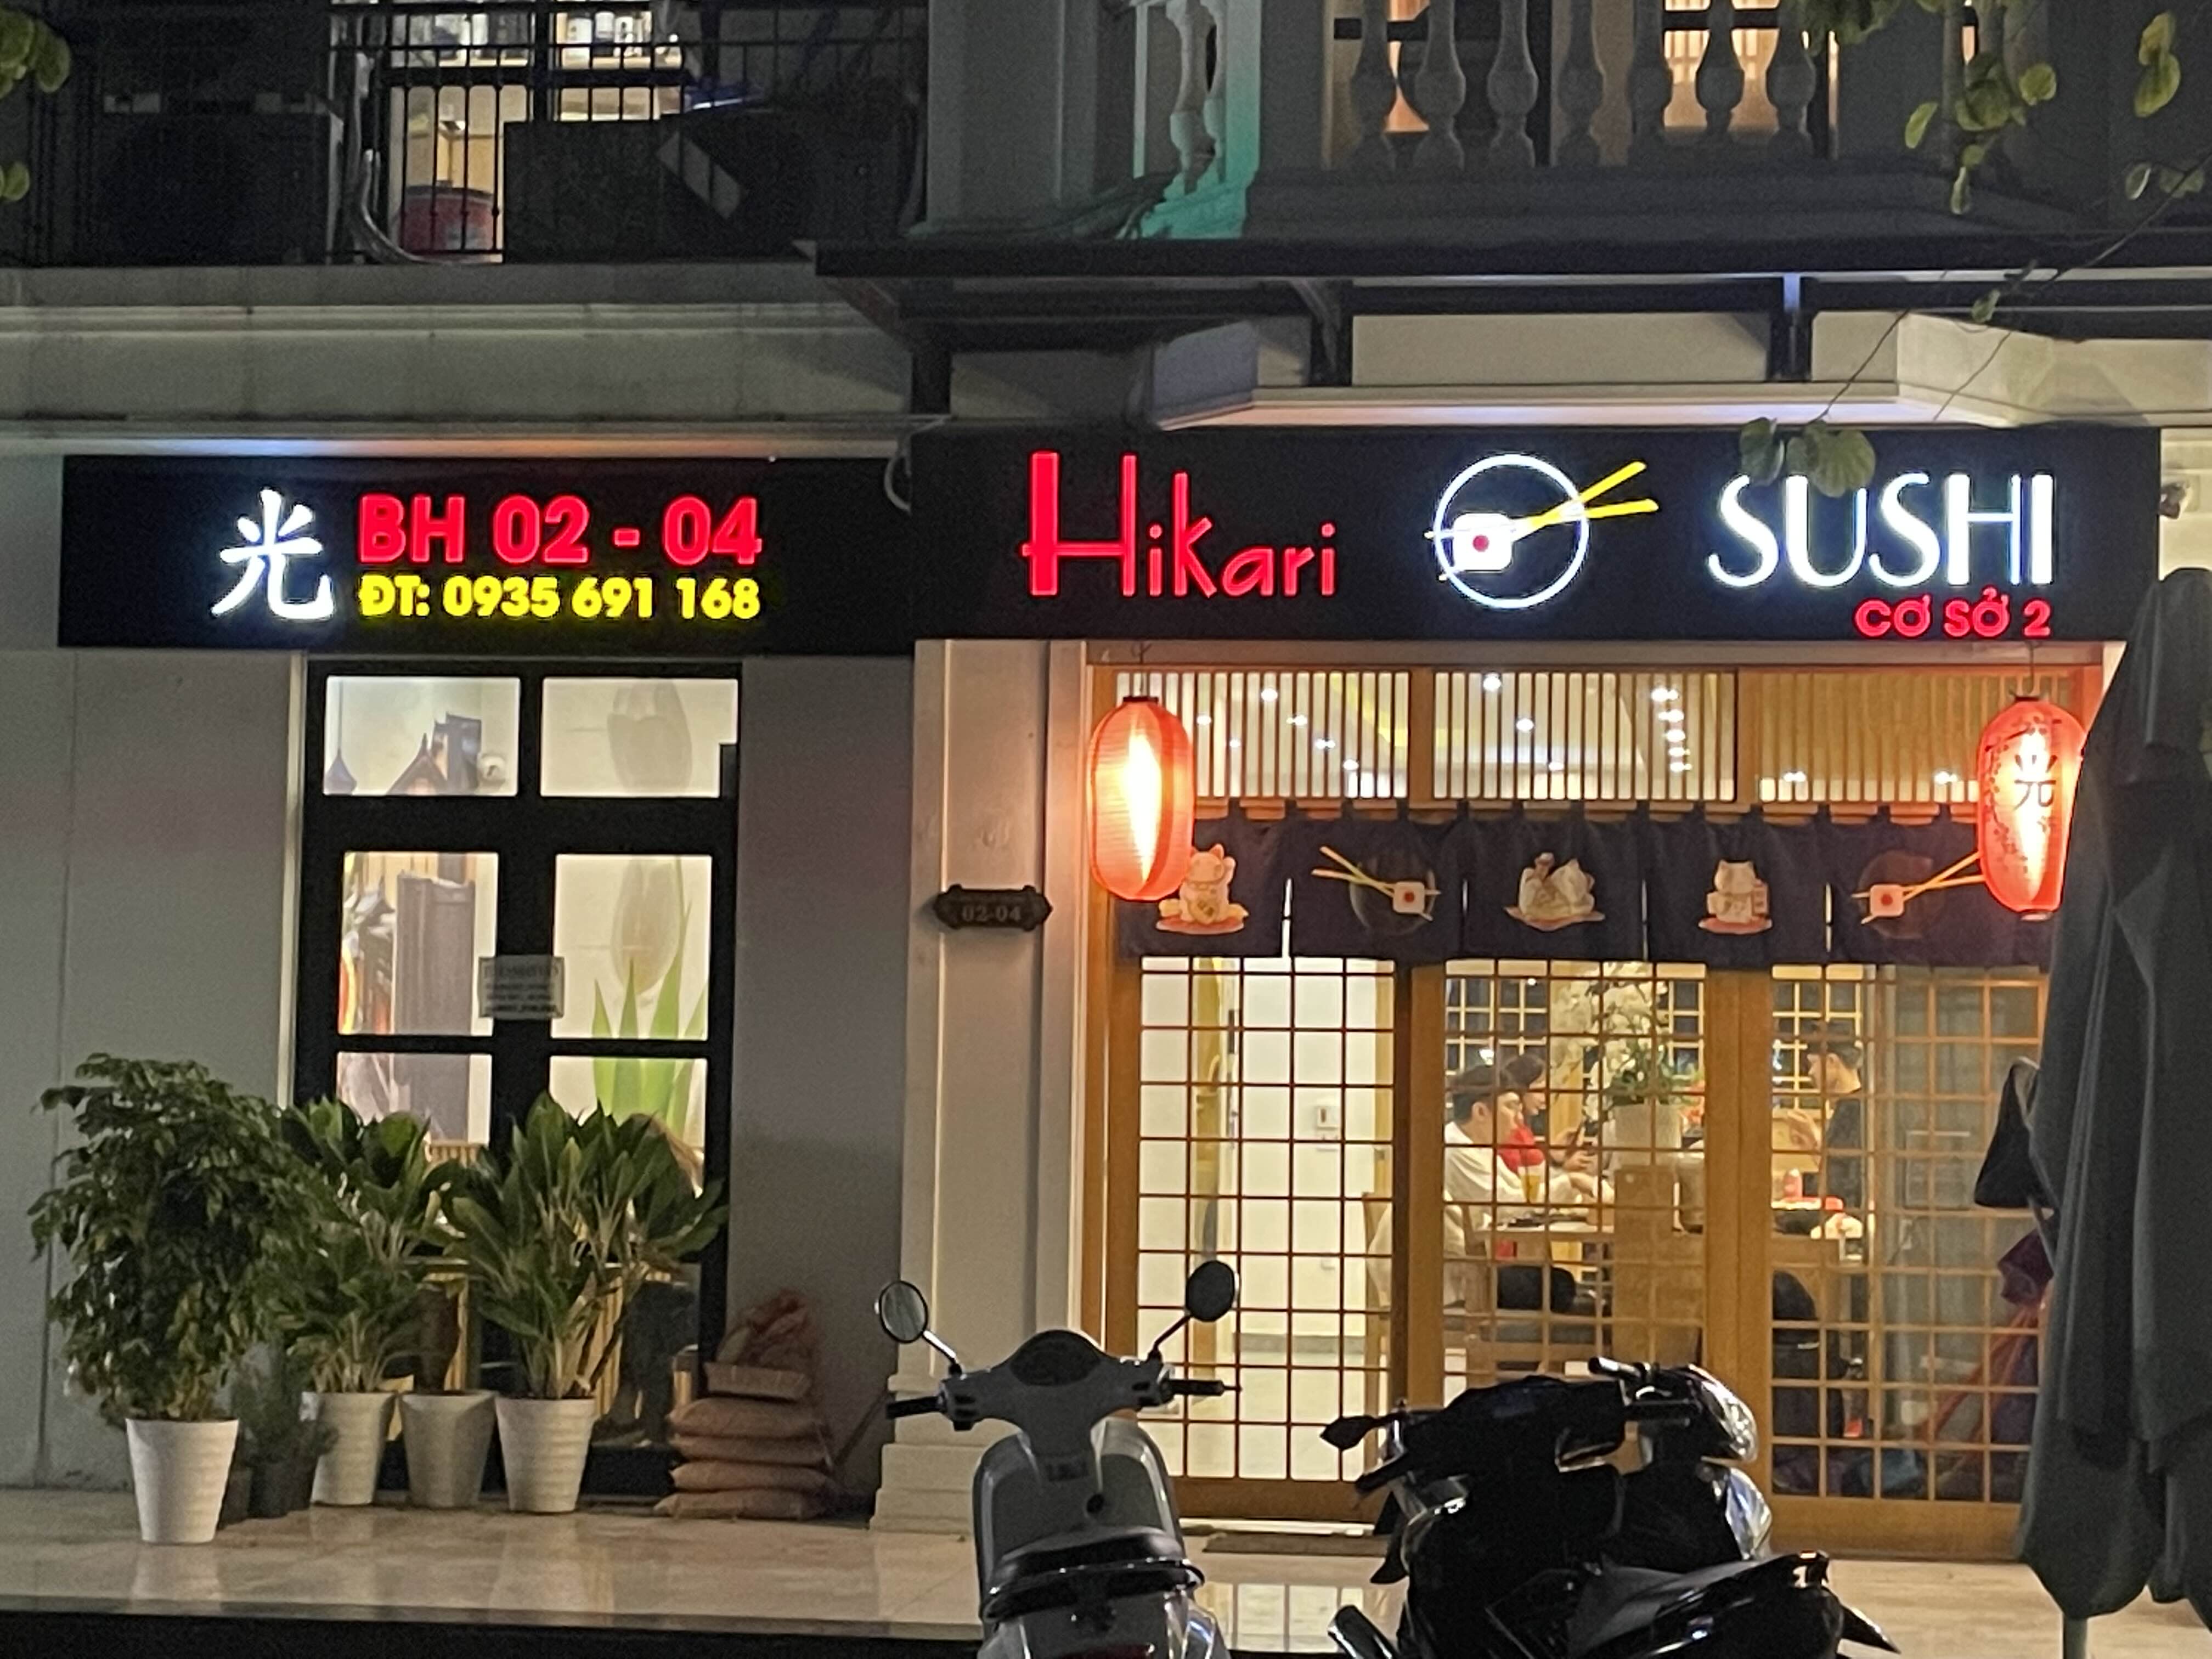 光
BH 02 - 04
ĐT: 0935 691 168
Hikari SUSHI
CƠ SỞ 2
光
02-04